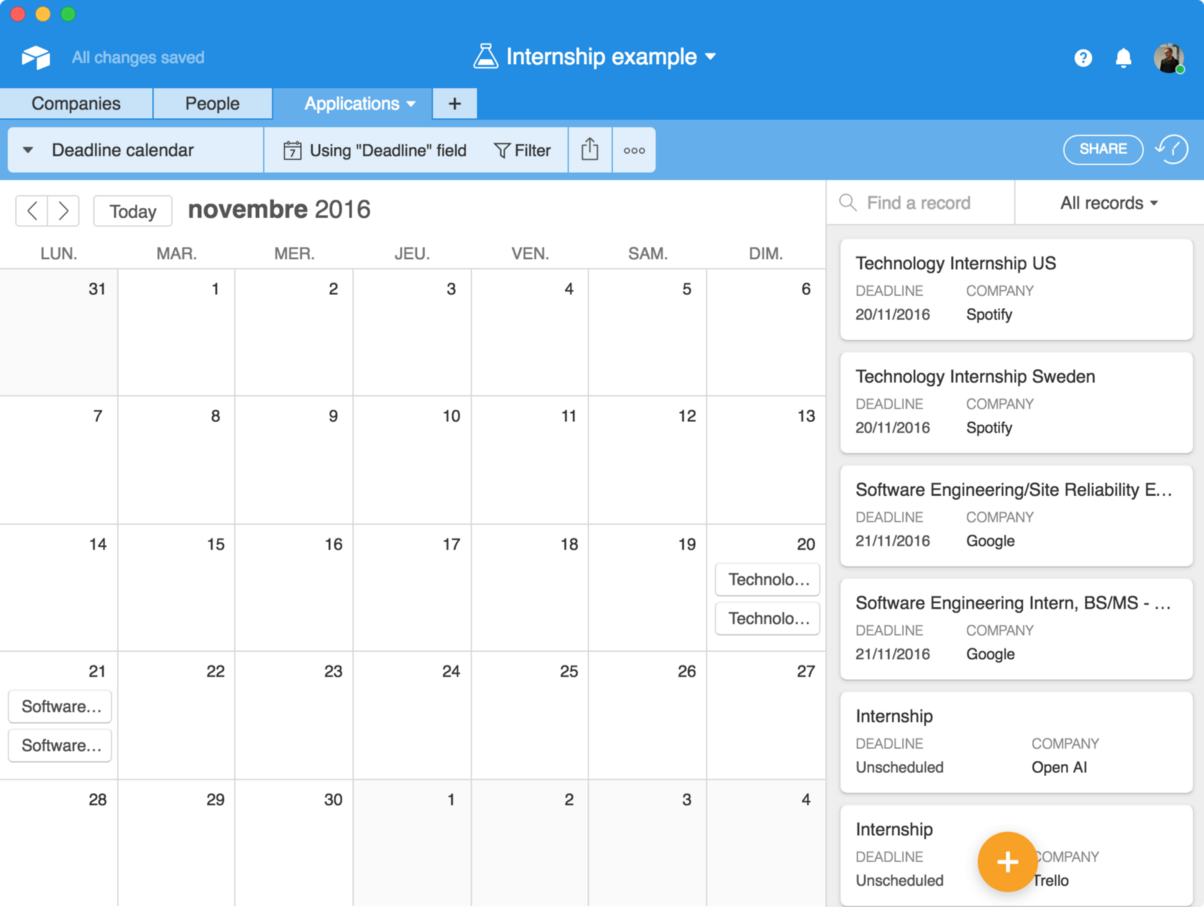 All changes saved
Internship example
Companies People Applications +
Deadline calendar
7 Using "Deadline" field Filter
SHARE
Today novembre 2016
LUN. MAR. MER. JEU. VEN. SAM. DIM.
31 1 2 3 4 5 6
7 8 9 10 11 12 13
14 15 16 17 18 19 20
Technolo...
Technolo...
21 22 23 24 25 26 27
Software...
Software...
28 29 30 1 2 3 4
Find a record All records
Technology Internship US
DEADLINE COMPANY
20/11/2016 Spotify
Technology Internship Sweden
DEADLINE COMPANY
20/11/2016 Spotify
Software Engineering/Site Reliability E...
DEADLINE COMPANY
21/11/2016 Google
Software Engineering Intern, BS/MS - ...
DEADLINE COMPANY
21/11/2016 Google
Internship
DEADLINE COMPANY
Unscheduled Open AI
Internship
DEADLINE COMPANY
Unscheduled Trello
+